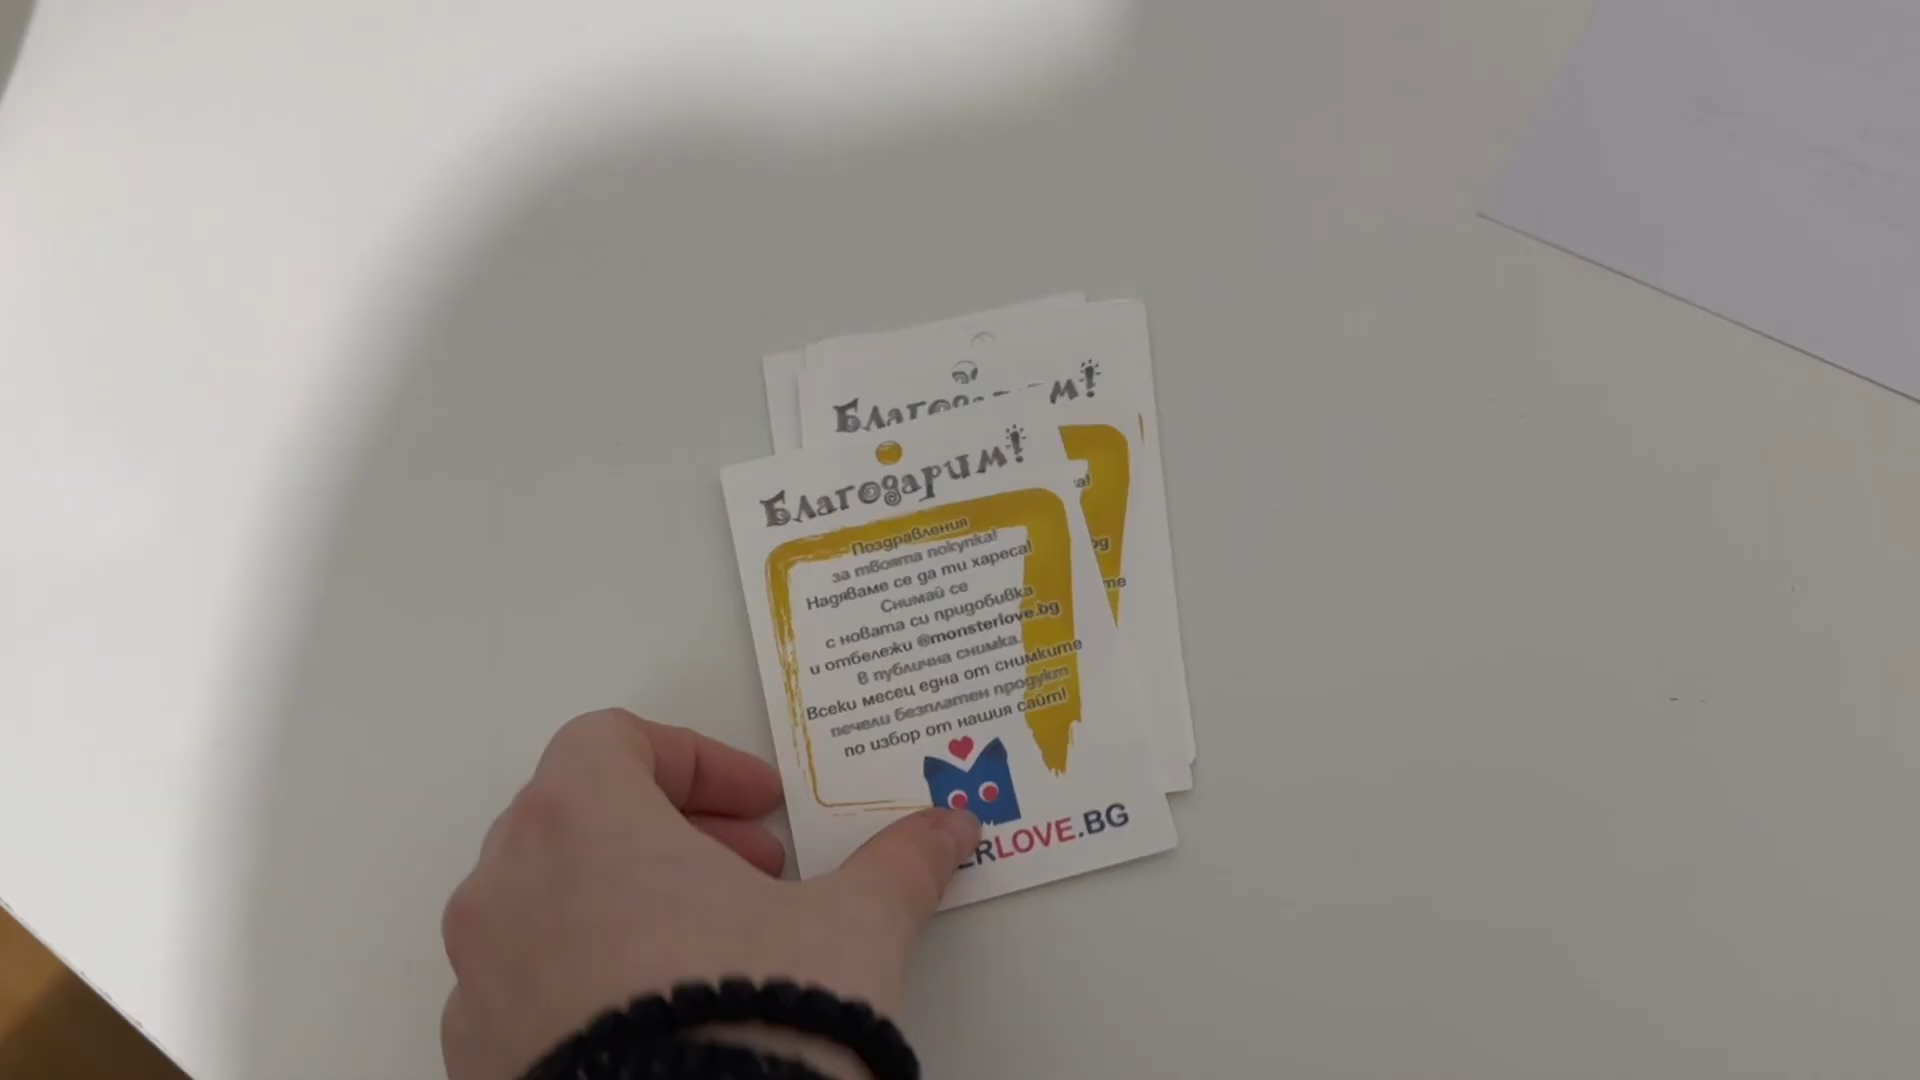 Благодарим!
Поздравления
за твоята покупка!
Надяваме се да ти хареса!
Снимай се
с новата си придобивка
и отбележи @monsterlove.bg
в публична снимка.
Всеки месец една от снимките
печели безплатен продукт
по избор от нашия сайт!
ERLOVE.BG